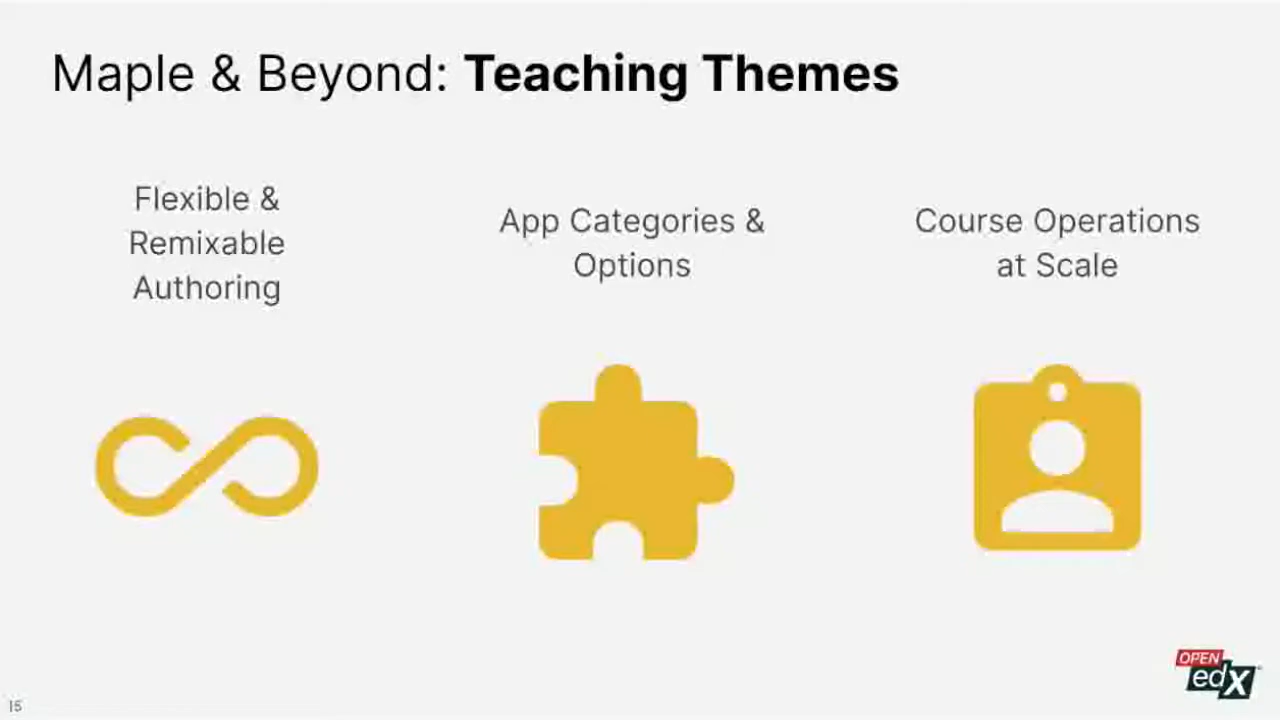 Maple & Beyond: Teaching Themes
Flexible &
Remixable
Authoring
App Categories &
Options
Course Operations
at Scale
OPEN
edX
15